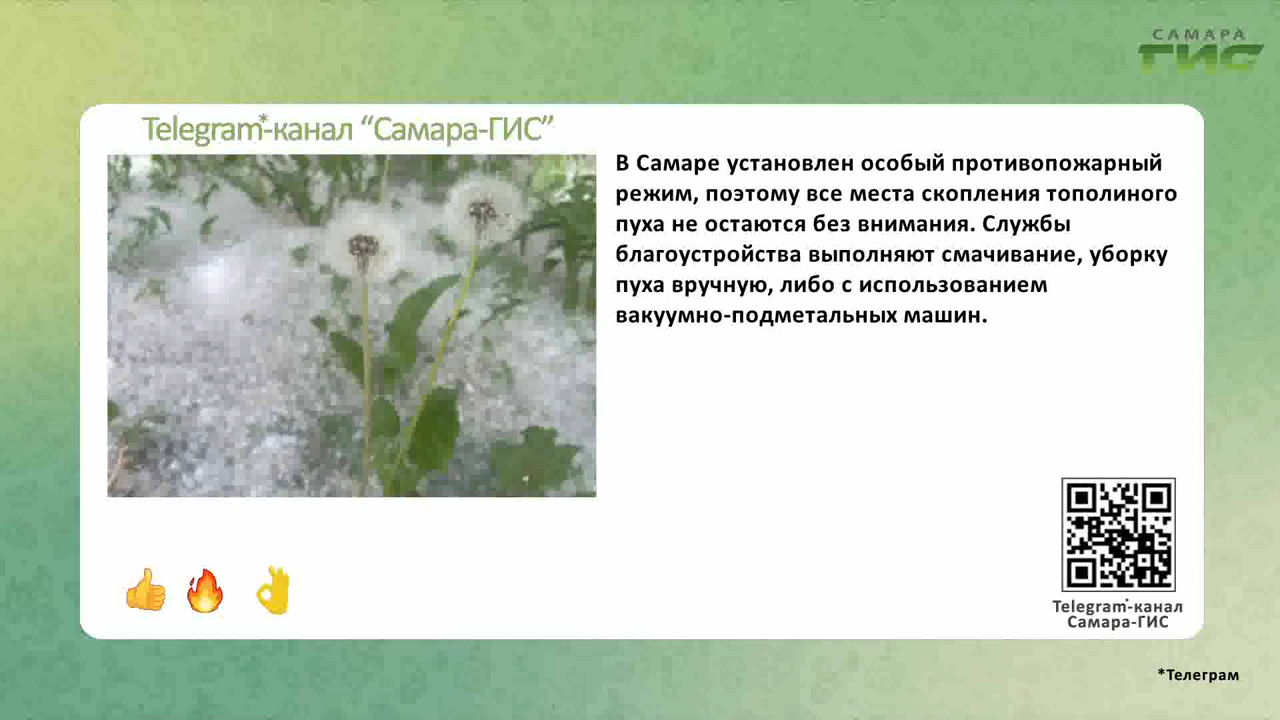 САМАРА
ГИС
Telegram*-канал “Самара-ГИС”
В Самаре установлен особый противопожарный
режим, поэтому все места скопления тополиного
пуха не остаются без внимания. Службы
благоустройства выполняют смачивание, уборку
пуха вручную, либо с использованием
вакуумно-подметальных машин.
Telegram*-канал
Самара-ГИС
*Телеграм